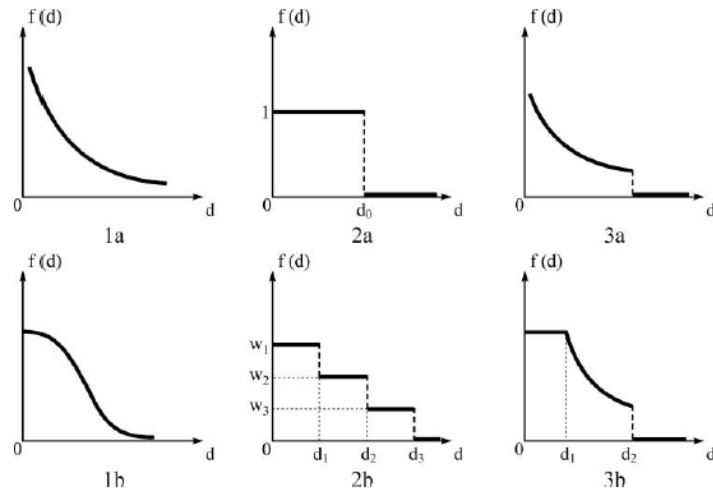 f (d) f (d) f (d)
1
0 d 0 d₀ d 0 d
1a 2a 3a
f (d) f (d) f (d)
w₁
w₂
w₃
0 d 0 d₁ d₂ d₃ d 0 d₁ d₂ d
1b 2b 3b